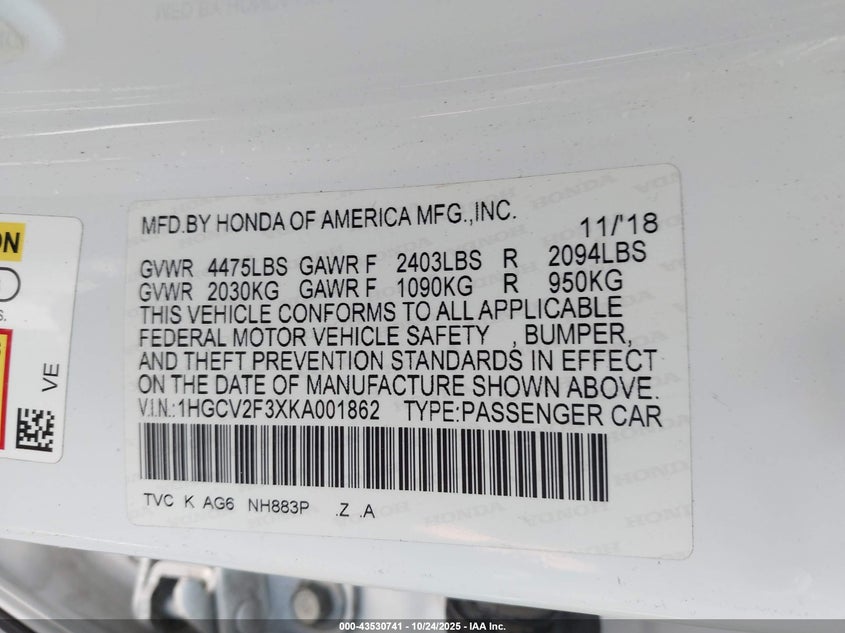 MFD.BY HONDA OF AMERICA MFG.,INC. 11/'18
GVWR 4475LBS GAWR F 2403LBS R 2094LBS
GVWR 2030KG GAWR F 1090KG R 950KG
THIS VEHICLE CONFORMS TO ALL APPLICABLE
FEDERAL MOTOR VEHICLE SAFETY , BUMPER,
AND THEFT PREVENTION STANDARDS IN EFFECT
ON THE DATE OF MANUFACTURE SHOWN ABOVE.
V.I.N.:1HGCV2F3XKA001862 TYPE:PASSENGER CAR
TVC K AG6 NH883P .Z .A
VE
000-43530741 - 10/24/2025 - IAA Inc.